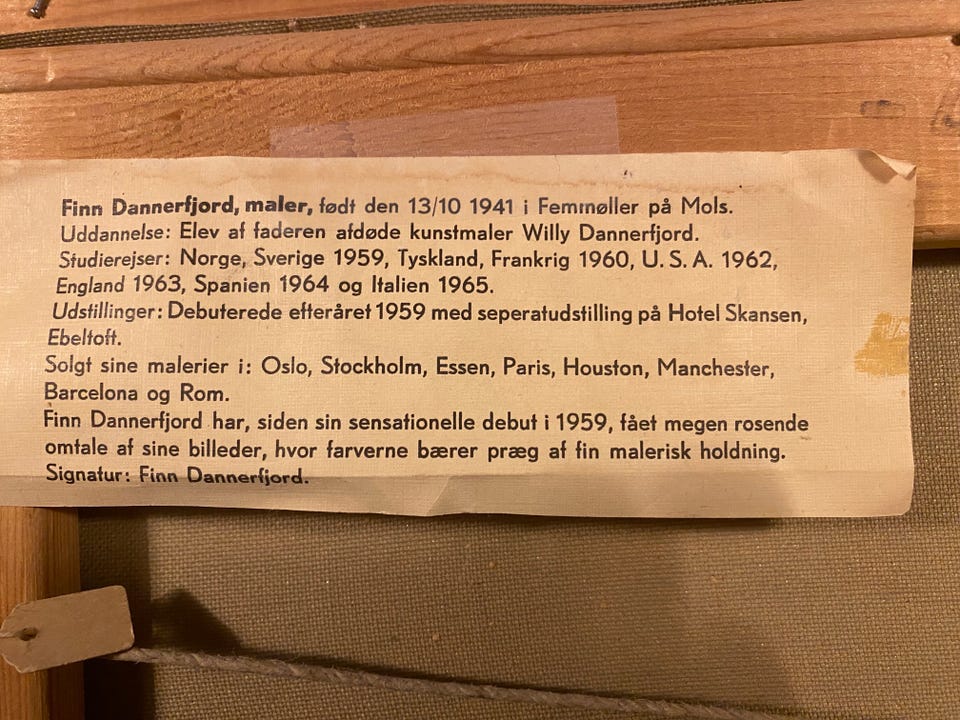 Finn Dannerfjord, maler, født den 13/10 1941 i Femmøller på Mols.
Uddannelse: Elev af faderen afdøde kunstmaler Willy Dannerfjord.
Studierejser: Norge, Sverige 1959, Tyskland, Frankrig 1960, U. S. A. 1962,
England 1963, Spanien 1964 og Italien 1965.
Udstillinger: Debuterede efteråret 1959 med seperatudstilling på Hotel Skansen,
Ebeltoft.
Solgt sine malerier i: Oslo, Stockholm, Essen, Paris, Houston, Manchester,
Barcelona og Rom.
Finn Dannerfjord har, siden sin sensationelle debut i 1959, fået megen rosende
omtale af sine billeder, hvor farverne bærer præg af fin malerisk holdning.
Signatur: Finn Dannerfjord.